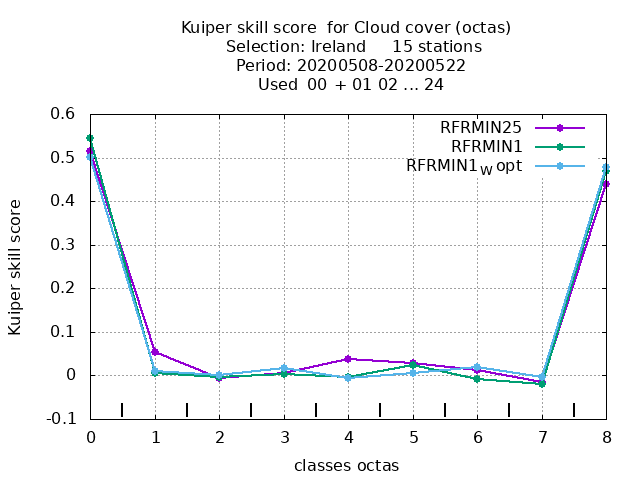 Kuiper skill score for Cloud cover (octas)
Selection: Ireland 15 stations
Period: 20200508-20200522
Used 00 + 01 02 ... 24
RFRMIN25
RFRMIN1
RFRMIN1W opt
Kuiper skill score
0.6
0.5
0.4
0.3
0.2
0.1
0
-0.1
0 1 2 3 4 5 6 7 8
classes octas